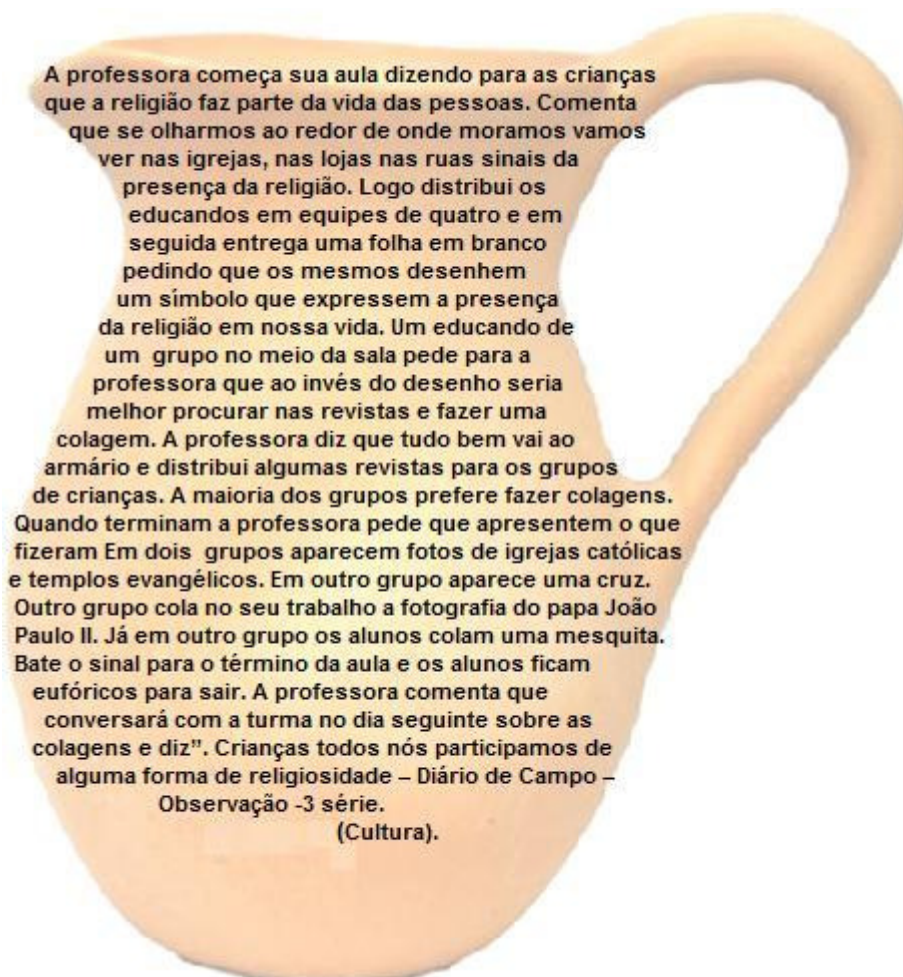 A professora começa sua aula dizendo para as crianças
que a religião faz parte da vida das pessoas. Comenta
que se olharmos ao redor de onde moramos vamos
ver nas igrejas, nas lojas nas ruas sinais da
presença da religião. Logo distribui os
educandos em equipes de quatro e em
seguida entrega uma folha em branco
pedindo que os mesmos desenhem
um símbolo que expressem a presença
da religião em nossa vida. Um educando de
um grupo no meio da sala pede para a
professora que ao invés do desenho seria
melhor procurar nas revistas e fazer uma
colagem. A professora diz que tudo bem vai ao
armário e distribui algumas revistas para os grupos
de crianças. A maioria dos grupos prefere fazer colagens.
Quando terminam a professora pede que apresentem o que
fizeram Em dois grupos aparecem fotos de igrejas católicas
e templos evangélicos. Em outro grupo aparece uma cruz.
Outro grupo cola no seu trabalho a fotografia do papa João
Paulo II. Já em outro grupo os alunos colam uma mesquita.
Bate o sinal para o término da aula e os alunos ficam
eufóricos para sair. A professora comenta que
conversará com a turma no dia seguinte sobre as
colagens e diz”. Crianças todos nós participamos de
alguma forma de religiosidade – Diário de Campo –
Observação -3 série.
(Cultura).